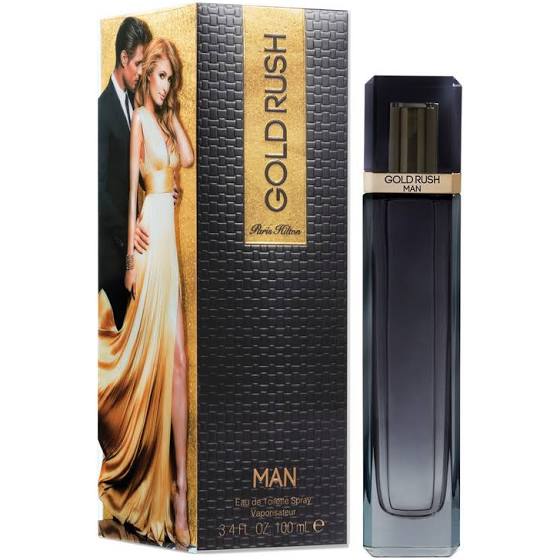 GOLD RUSH
Paris Hilton
MAN
Eau de Toilette Spray
Vaporisateur
3.4 FL. OZ. 100 mL ℮
GOLD RUSH
MAN